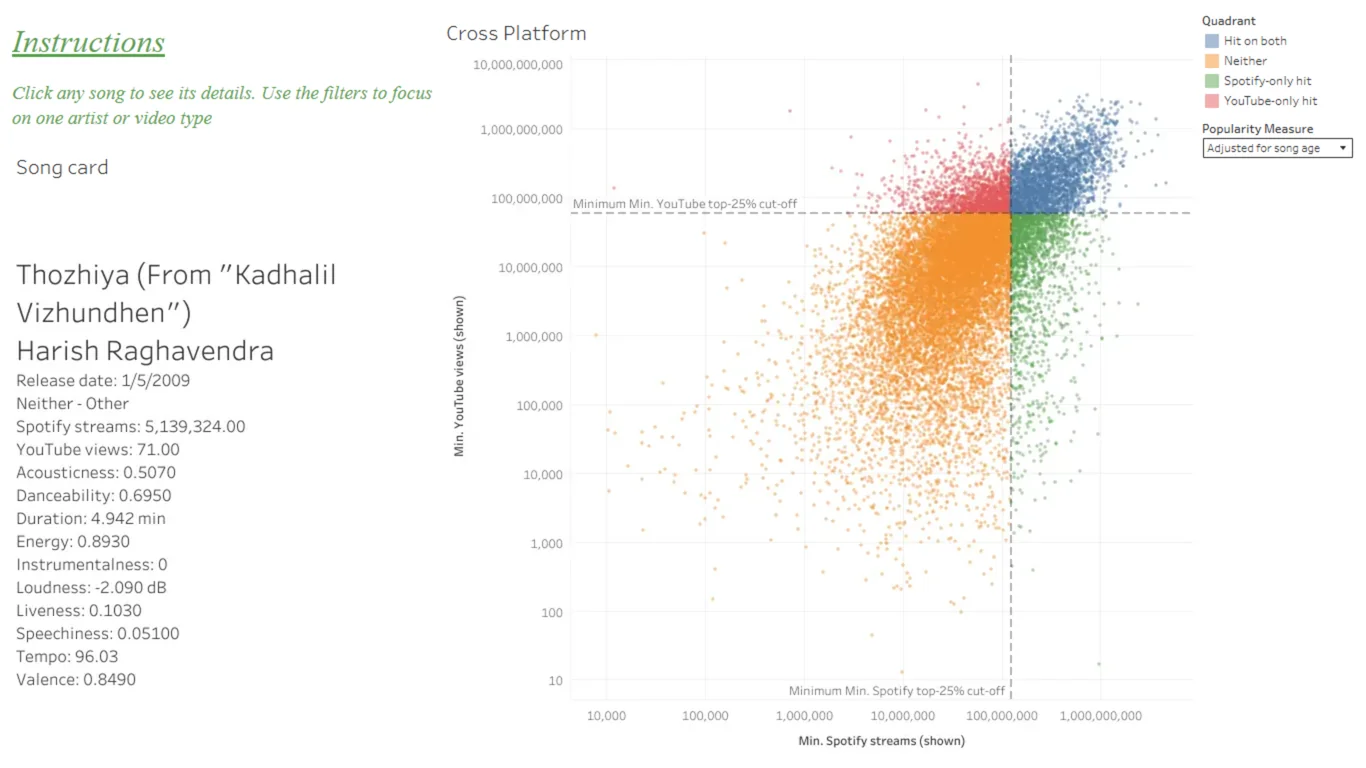 Instructions
Click any song to see its details. Use the filters to focus
on one artist or video type
Song card
Thozhiya (From "Kadhalil
Vizhundhen")
Harish Raghavendra
Release date: 1/5/2009
Neither - Other
Spotify streams: 5,139,324.00
YouTube views: 71.00
Acousticness: 0.5070
Danceability: 0.6950
Duration: 4.942 min
Energy: 0.8930
Instrumentalness: 0
Loudness: -2.090 dB
Liveness: 0.1030
Speechiness: 0.05100
Tempo: 96.03
Valence: 0.8490
Cross Platform
Min. YouTube views (shown)
10,000,000,000
1,000,000,000
100,000,000
10,000,000
1,000,000
100,000
10,000
1,000
100
10
Minimum Min. YouTube top-25% cut-off
Minimum Min. Spotify top-25% cut-off
10,000
100,000
1,000,000
10,000,000
100,000,000
1,000,000,000
Min. Spotify streams (shown)
Quadrant
Hit on both
Neither
Spotify-only hit
YouTube-only hit
Popularity Measure
Adjusted for song age